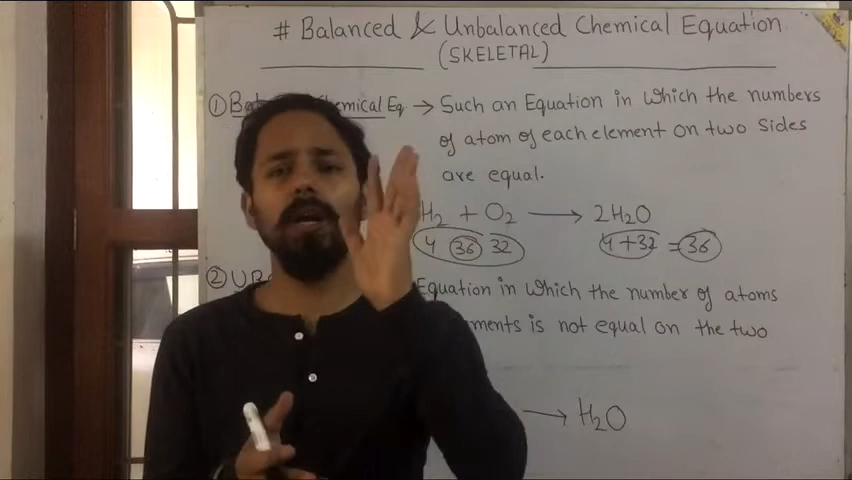 # Balanced & Unbalanced Chemical Equation
(SKELETAL)
① Chemical Eq → Such an Equation in which the numbers
of atom of each element on two sides
are equal.
H₂ + O₂ → 2H₂O
4 36 32 4+32 = 36
② UB Equation in which the number of atoms
ments is not equal on the two
→ H₂O